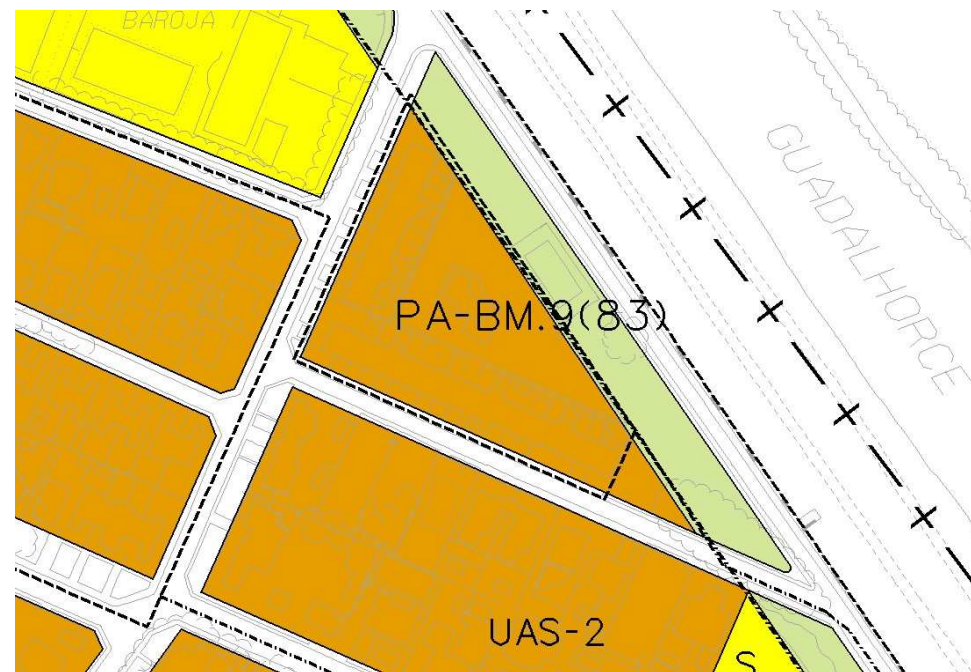 BAROJA
GUADALHORCE
PA-BM.9(83)
UAS-2
S